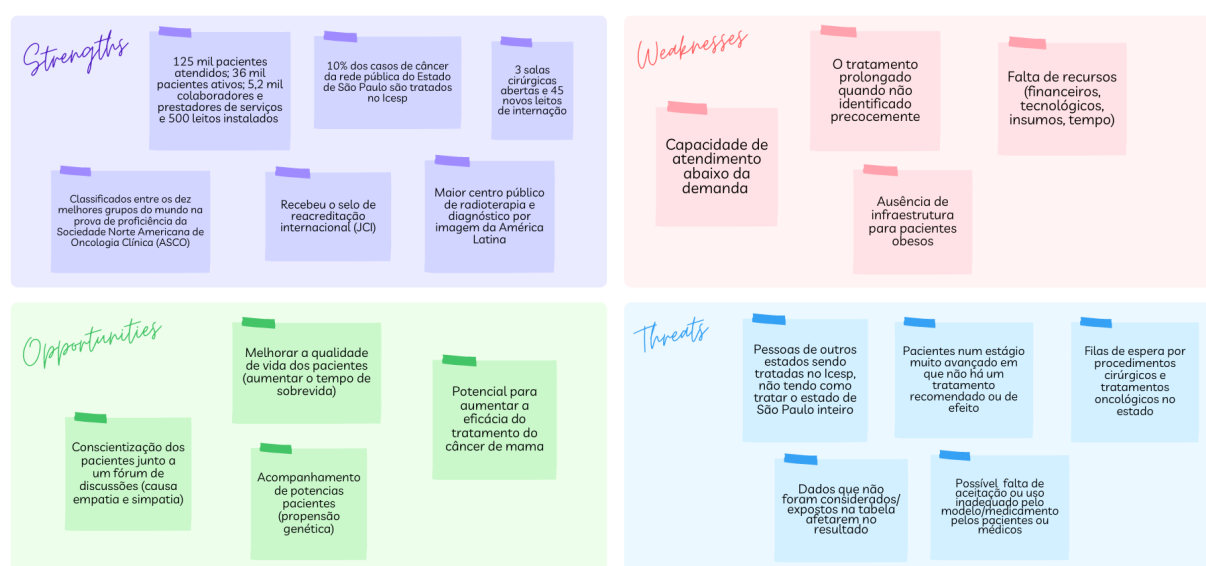 Strengths
125 mil pacientes
atendidos; 36 mil
pacientes ativos; 5,2 mil
colaboradores e
prestadores de serviços
e 500 leitos instalados
10% dos casos de câncer
da rede pública do Estado
de São Paulo são tratados
no Icesp
3 salas
cirúrgicas
abertas e 45
novos leitos
de internação
Classificados entre os dez
melhores grupos do mundo na
prova de proficiência da
Sociedade Norte Americana de
Oncologia Clínica (ASCO)
Recebeu o selo de
reacreditação
internacional (JCI)
Maior centro público
de radioterapia e
diagnóstico por
imagem da América
Latina
Weaknesses
Capacidade de
atendimento
abaixo da
demanda
O tratamento
prolongado
quando não
identificado
precocemente
Falta de recursos
(financeiros,
tecnológicos,
insumos, tempo)
Ausência de
infraestrutura
para pacientes
obesos
Opportunities
Melhorar a qualidade
de vida dos pacientes
(aumentar o tempo de
sobrevida)
Potencial para
aumentar a
eficácia do
tratamento do
câncer de mama
Conscientização dos
pacientes junto a
um fórum de
discussões (causa
empatia e simpatia)
Acompanhamento
de potencias
pacientes
(propensão
genética)
Threats
Pessoas de outros
estados sendo
tratadas no Icesp,
não tendo como
tratar o estado de
São Paulo inteiro
Pacientes num estágio
muito avançado em
que não há um
tratamento
recomendado ou de
efeito
Filas de espera por
procedimentos
cirúrgicos e
tratamentos
oncológicos no
estado
Dados que não
foram considerados/
expostos na tabela
afetarem no
resultado
Possível falta de
aceitação ou uso
inadequado pelo
modelo/medicamento
pelos pacientes ou
médicos